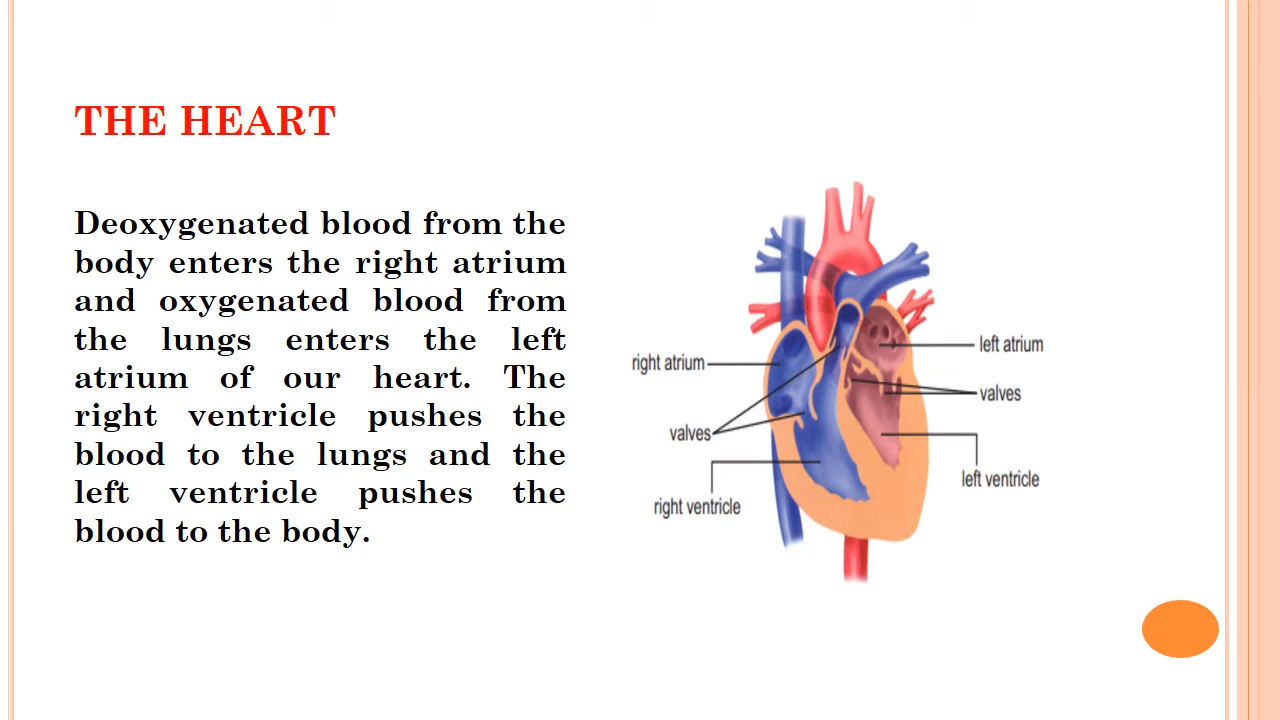 THE HEART
Deoxygenated blood from the
body enters the right atrium
and oxygenated blood from
the lungs enters the left
atrium of our heart. The
right ventricle pushes the
blood to the lungs and the
left ventricle pushes the
blood to the body.
left atrium
right atrium
valves
valves
left ventricle
right ventricle